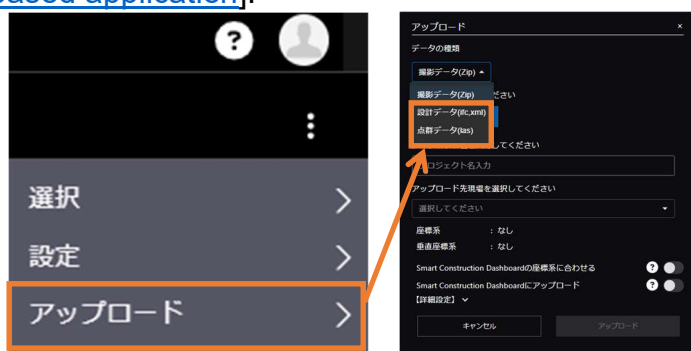 based application].
?
選択
設定
アップロード
アップロード
×
データの種類
撮影データ(Zip)
撮影データ(Zip)
ださい
設計データ(ifc,xml)
点群データ(las)
してください
プロジェクト名入力
アップロード先現場を選択してください
選択してください
座標系 : なし
垂直座標系 : なし
Smart Construction Dashboardの座標系に合わせる ?
Smart Construction Dashboardにアップロード ?
【詳細設定】
キャンセル アップロード